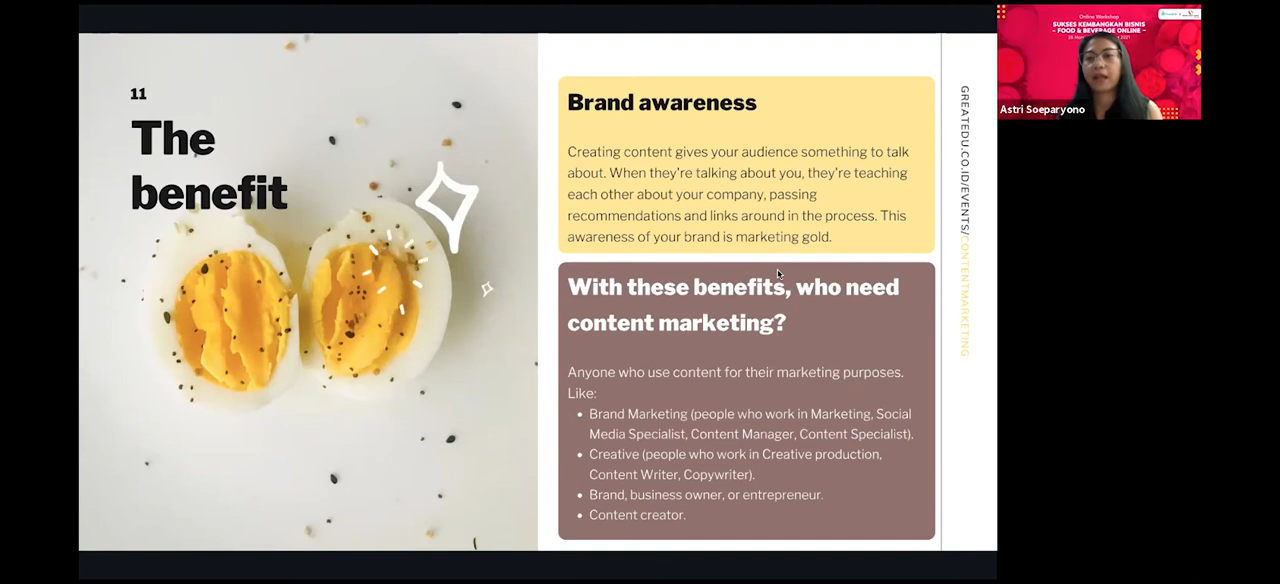 11
The
benefit
Brand awareness
Creating content gives your audience something to talk
about. When they're talking about you, they're teaching
each other about your company, passing
recommendations and links around in the process. This
awareness of your brand is marketing gold.
With these benefits, who need
content marketing?
Anyone who use content for their marketing purposes.
Like:
Brand Marketing (people who work in Marketing, Social
Media Specialist, Content Manager, Content Specialist).
Creative (people who work in Creative production,
Content Writer, Copywriter).
Brand, business owner, or entrepreneur.
Content creator.
GREATEDU.CO.ID/EVENTS/CONTENTMARKETING
Online Workshop
SUKSES KEMBANGKAN BISNIS
- FOOD & BEVERAGE ONLINE -
Astri Soeparyono